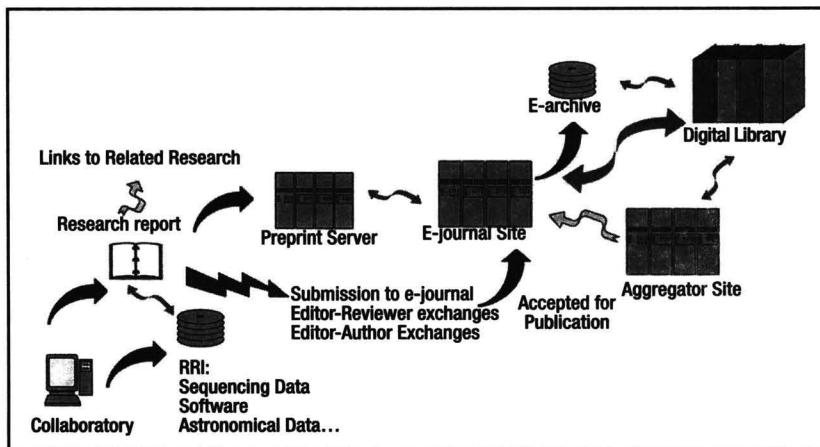 E-archive
Digital Library
Links to Related Research
Research report
Preprint Server
E-journal Site
Aggregator Site
Submission to e-journal
Editor-Reviewer exchanges
Editor-Author Exchanges
Accepted for
Publication
Collaboratory
RRI:
Sequencing Data
Software
Astronomical Data...